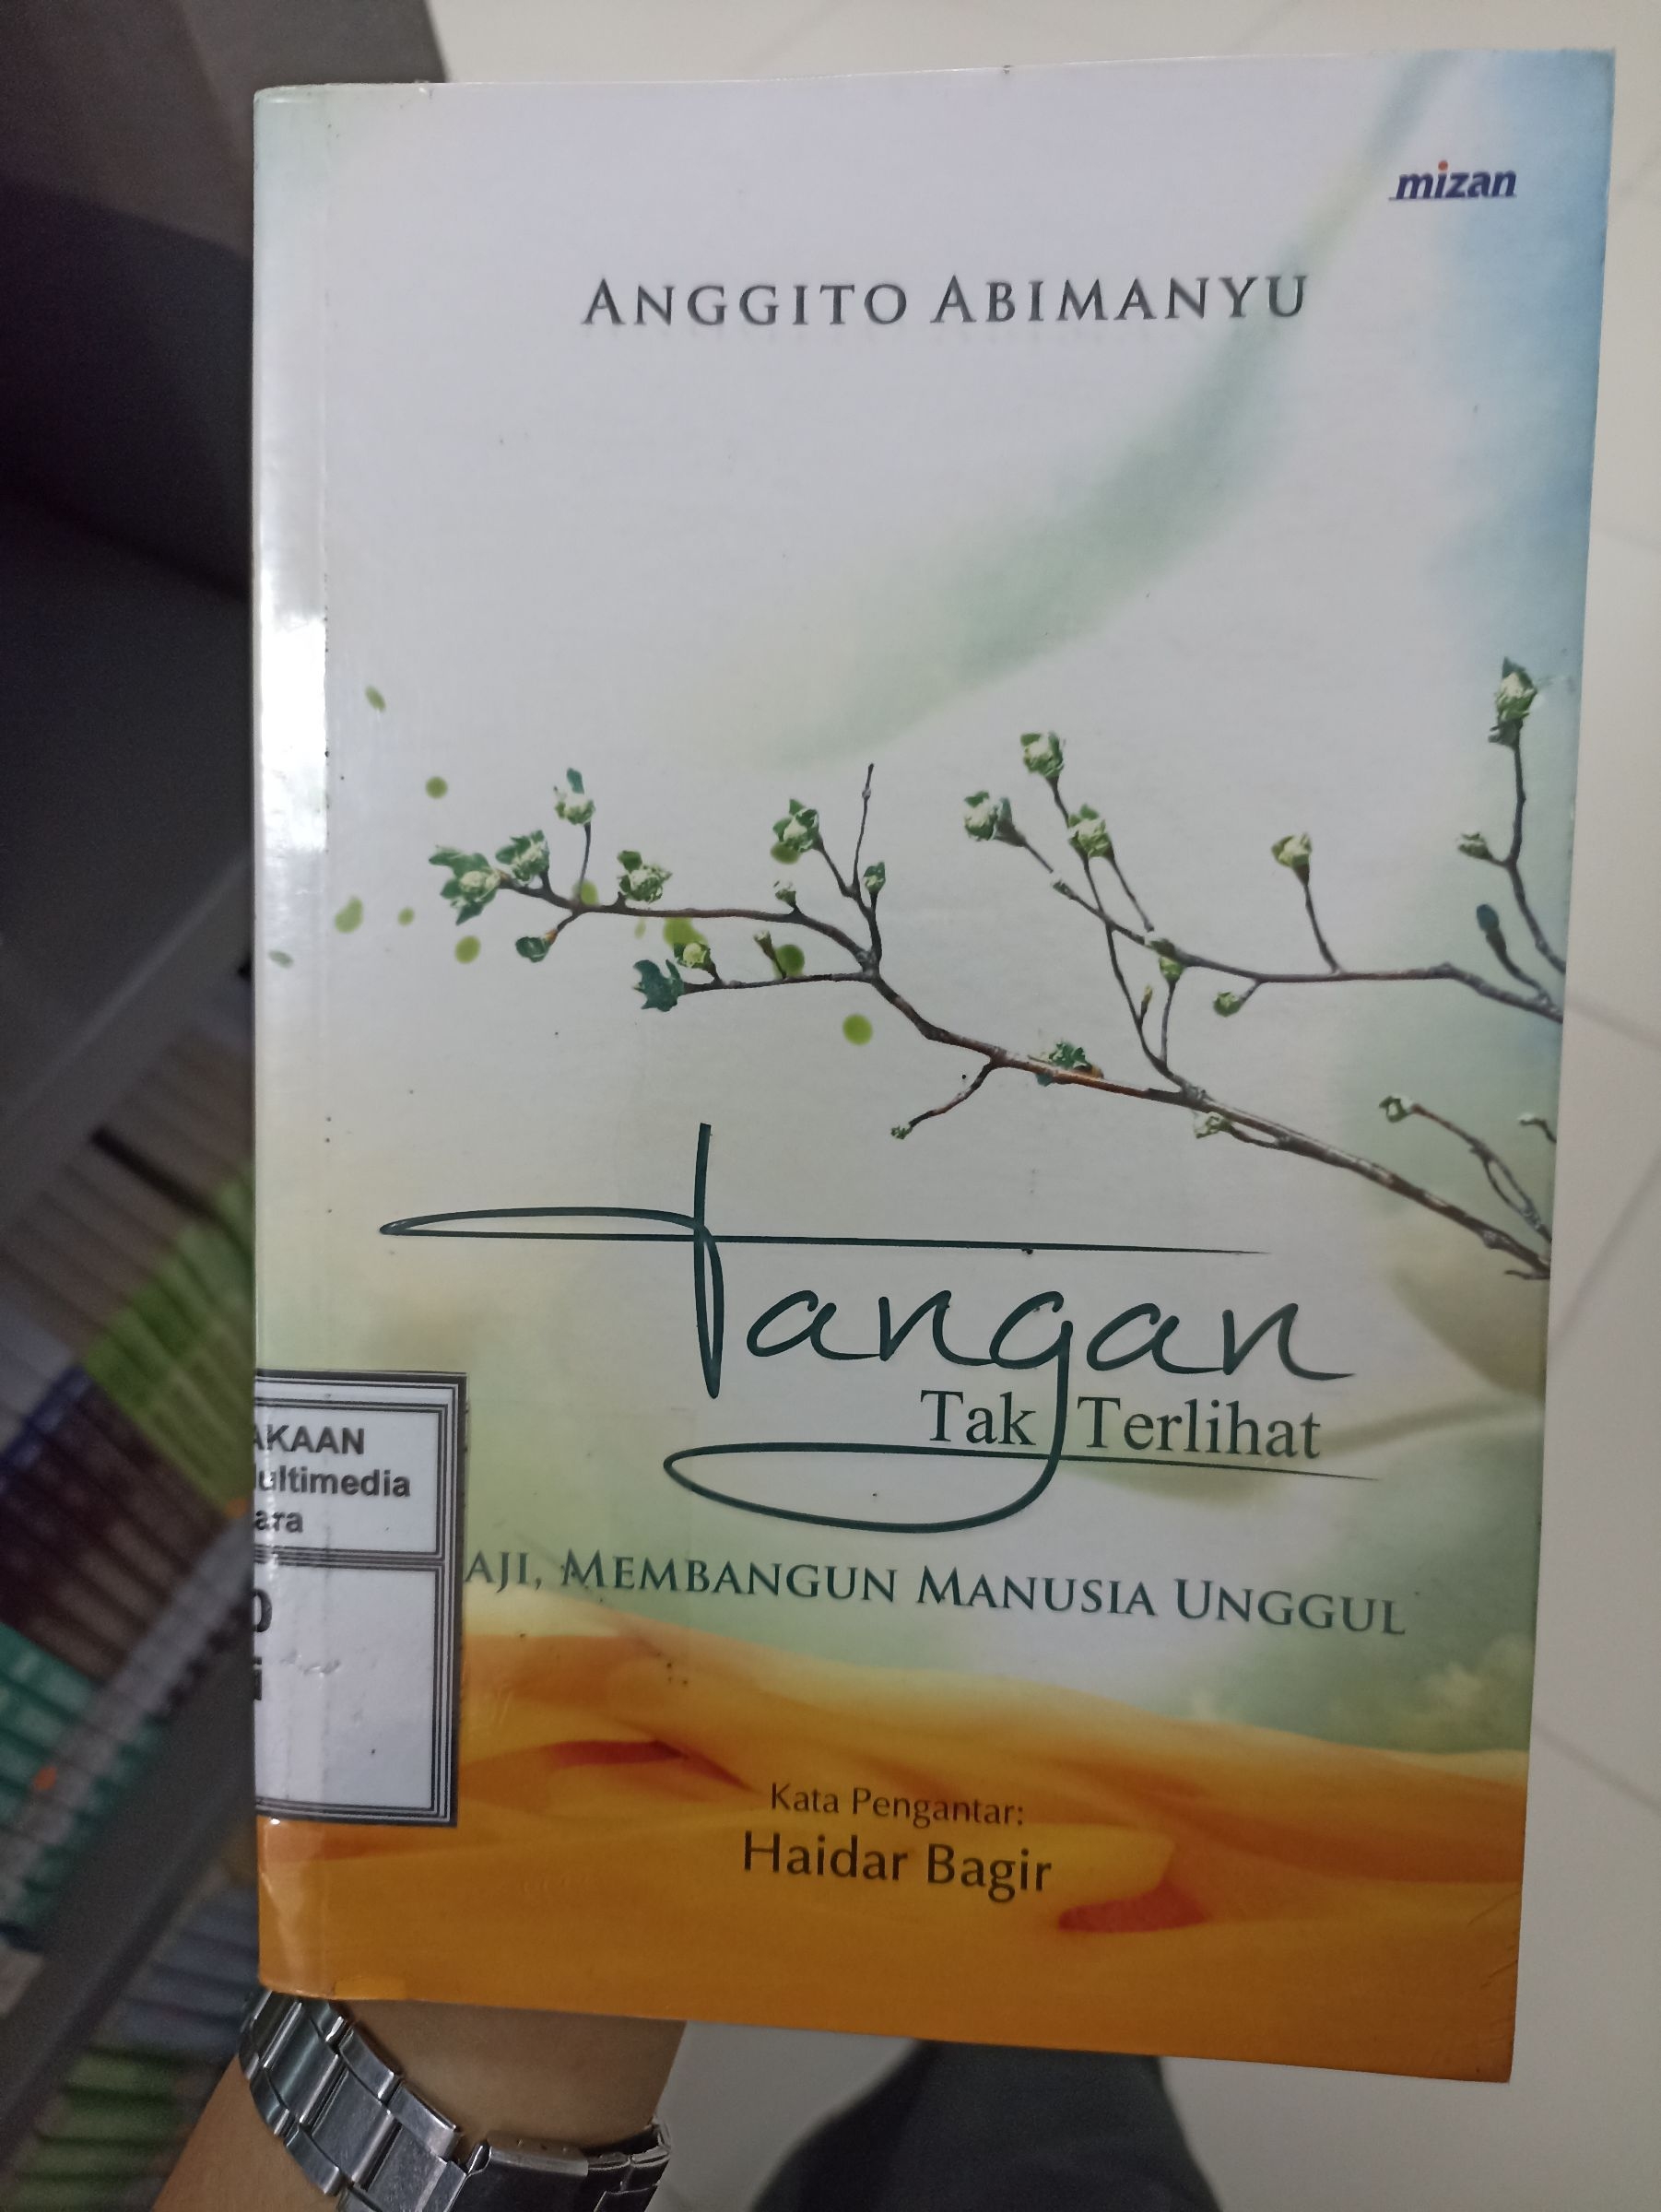 mizan
ANGGITO ABIMANYU
Tangan
Tak Terlihat
AKAAN
ultimedia
ara
AJI, MEMBANGUN MANUSIA UNGGUL
Kata Pengantar:
Haidar Bagir